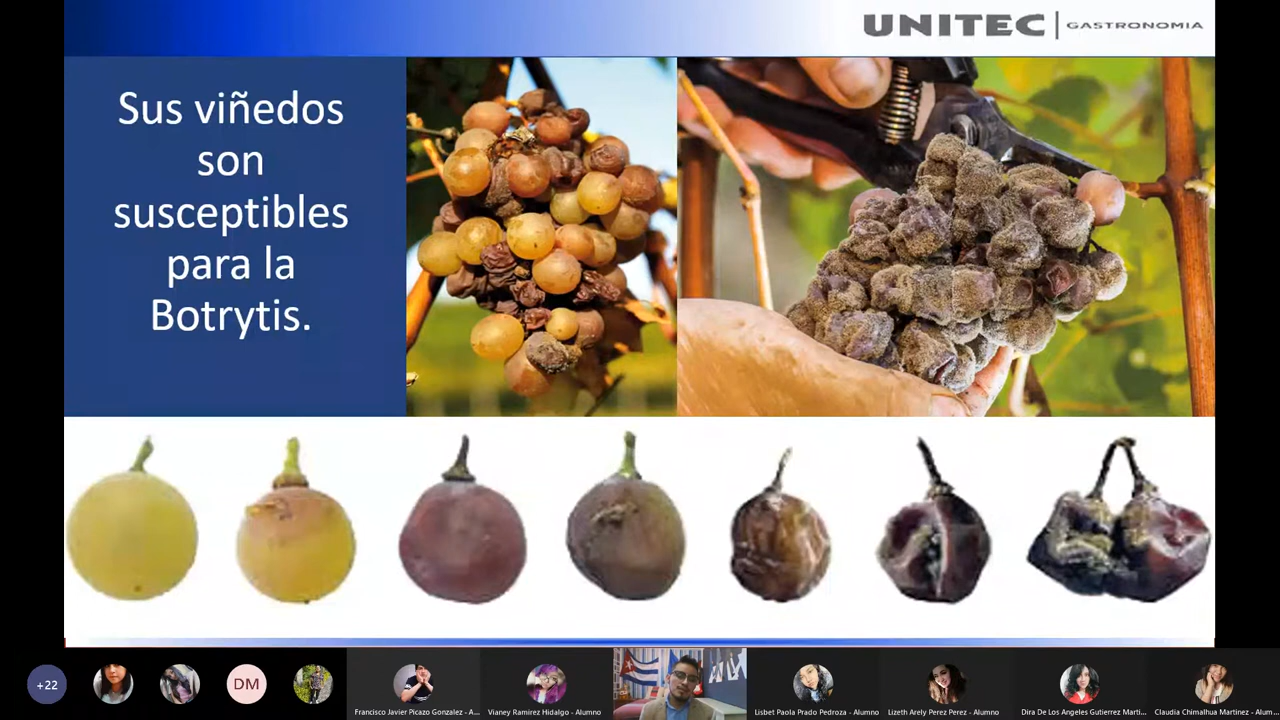 UNITEC | GASTRONOMIA
Sus viñedos
son
susceptibles
para la
Botrytis.
+22
DM
Francisco Javier Picazo Gonzalez - A...
Vianey Ramirez Hidalgo - Alumno
Lisbet Paola Prado Pedroza - Alumno
Lizeth Arely Perez Perez - Alumno
Dira De Los Angeles Gutierrez Marti...
Claudia Chimalhua Martinez - Alum...